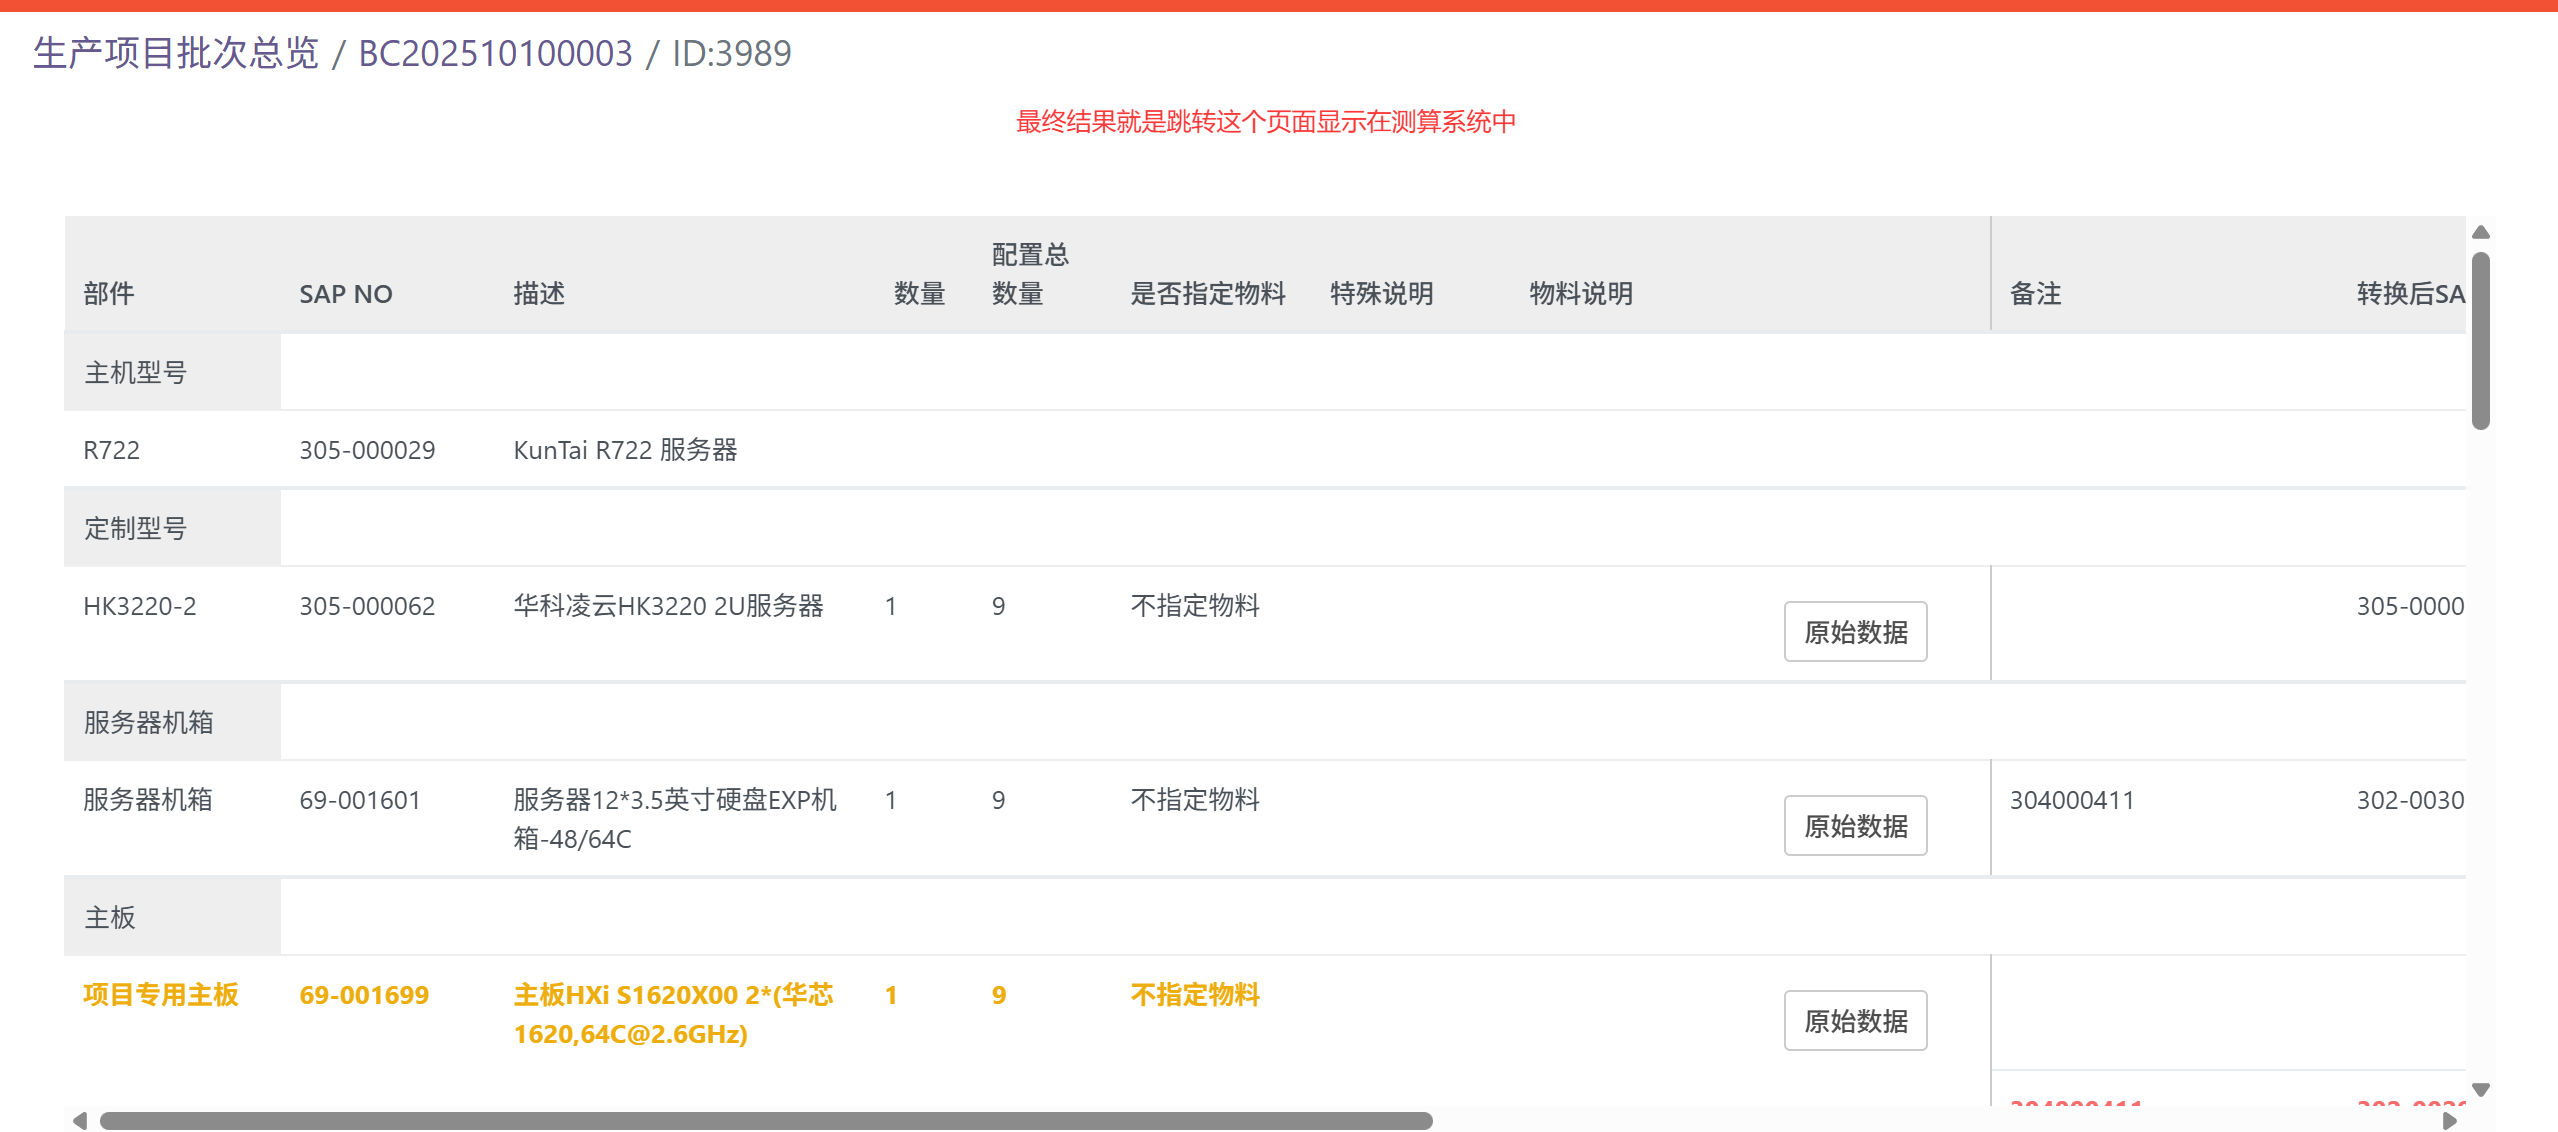 生产项目批次总览 / BC202510100003 / ID:3989
最终结果就是跳转这个页面显示在测算系统中
部件 SAP NO 描述 数量 配置总数量 是否指定物料 特殊说明 物料说明 备注 转换后SA
主机型号
R722 305-000029 KunTai R722 服务器
定制型号
HK3220-2 305-000062 华科凌云HK3220 2U服务器 1 9 不指定物料 305-0000
原始数据
服务器机箱
服务器机箱 69-001601 服务器12*3.5英寸硬盘EXP机 1 9 不指定物料 304000411 302-0030
箱-48/64C
原始数据
主板
项目专用主板 69-001699 主板HXi S1620X00 2*(华芯 1 9 不指定物料
1620,64C@2.6GHz)
原始数据